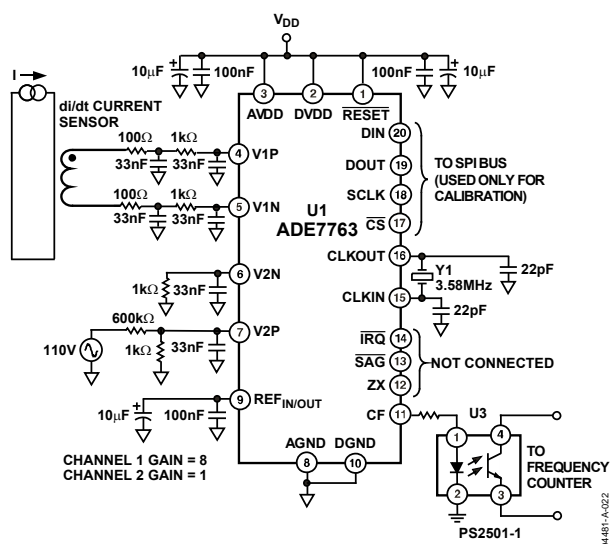 VDD
10µF
100nF
100nF
10µF
I
di/dt CURRENT
SENSOR
3
2
1
AVDD
DVDD
RESET
DIN
20
DOUT
19
SCLK
18
CS
17
TO SPI BUS
(USED ONLY FOR
CALIBRATION)
100Ω
1kΩ
33nF
33nF
4
V1P
100Ω
1kΩ
33nF
33nF
5
V1N
U1
ADE7763
CLKOUT
16
Y1
3.58MHz
22pF
CLKIN
15
22pF
1kΩ
33nF
6
V2N
600kΩ
110V
1kΩ
33nF
7
V2P
IRQ
14
SAG
13
ZX
12
NOT CONNECTED
10µF
100nF
9
REFIN/OUT
CF
11
U3
1
4
2
3
TO
FREQUENCY
COUNTER
PS2501-1
AGND
DGND
8
10
CHANNEL 1 GAIN = 8
CHANNEL 2 GAIN = 1
04481-A-022